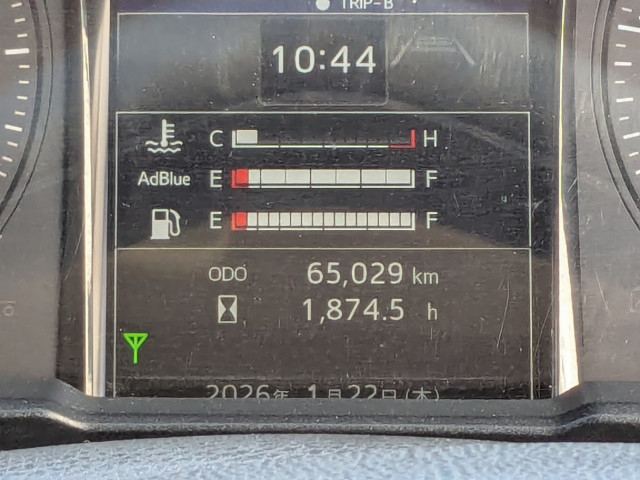 TRIP-B
10:44
C H
AdBlue E F
E F
ODO 65,029 km
1,874.5 h
2026年 1月22日(木)